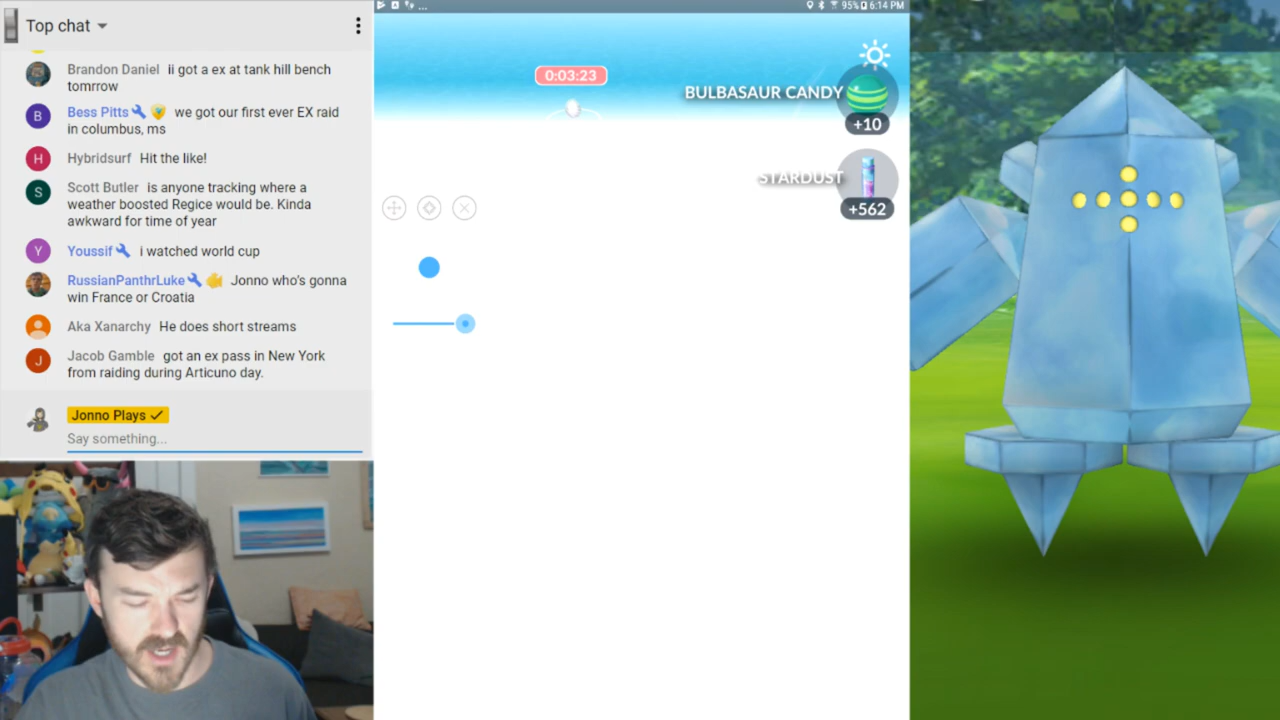 Top chat
Brandon Daniel ii got a ex at tank hill bench
tomrrow
B
Bess Pitts we got our first ever EX raid
in columbus, ms
H
Hybridsurf Hit the like!
S
Scott Butler is anyone tracking where a
weather boosted Regice would be. Kinda
awkward for time of year
Y
Youssif i watched world cup
RussianPanthrLuke Jonno who's gonna
win France or Croatia
Aka Xanarchy He does short streams
J
Jacob Gamble got an ex pass in New York
from raiding during Articuno day.
Jonno Plays
Say something...
...
95% 6:14 PM
0:03:23
BULBASAUR CANDY
+10
STARDUST
+562